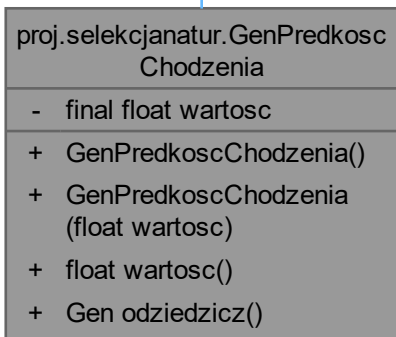 proj.selekcjanatur.GenPredkosc
Chodzenia
- final float wartosc
+ GenPredkoscChodzenia()
+ GenPredkoscChodzenia
(float wartosc)
+ float wartosc()
+ Gen odziedzicz()